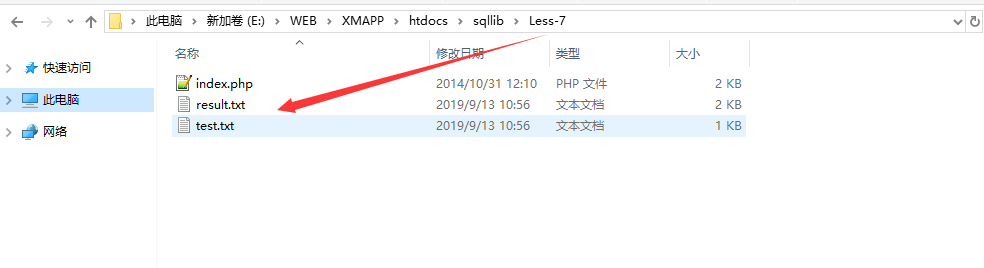 此电脑 › 新加卷 (E:) › WEB › XMAPP › htdocs › sqllib › Less-7
名称 修改日期 类型 大小
快速访问
此电脑
网络
index.php 2014/10/31 12:10 PHP 文件 2 KB
result.txt 2019/9/13 10:56 文本文档 2 KB
test.txt 2019/9/13 10:56 文本文档 1 KB